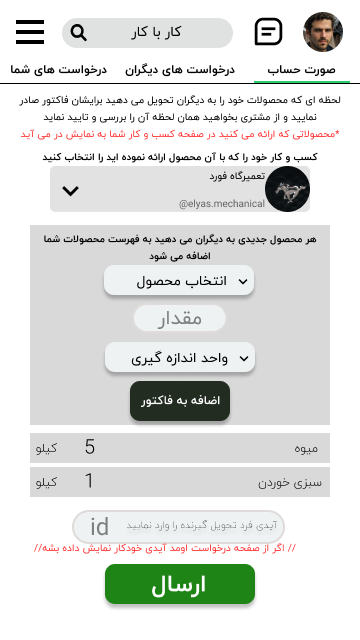 کار با کار
صورت حساب
درخواست های دیگران
درخواست های شما
لحظه ای که محصولات خود را به دیگران تحویل می دهید برایشان فاکتور صادر
نمایید و از مشتری بخواهید همان لحظه آن را بررسی و تایید نماید
*محصولاتی که ارائه می کنید در صفحه کسب و کار شما به نمایش در می آید
کسب و کار خود را که با آن محصول ارائه نموده اید را انتخاب کنید
تعمیرگاه فورد
@elyas.mechanical
هر محصول جدیدی به دیگران می دهید به فهرست محصولات شما
اضافه می شود
انتخاب محصول
مقدار
واحد اندازه گیری
اضافه به فاکتور
میوه 5 کیلو
سبزی خوردن 1 کیلو
آیدی فرد تحویل گیرنده را وارد نمایید id
// اگر از صفحه درخواست اومد آیدی خودکار نمایش داده بشه//
ارسال